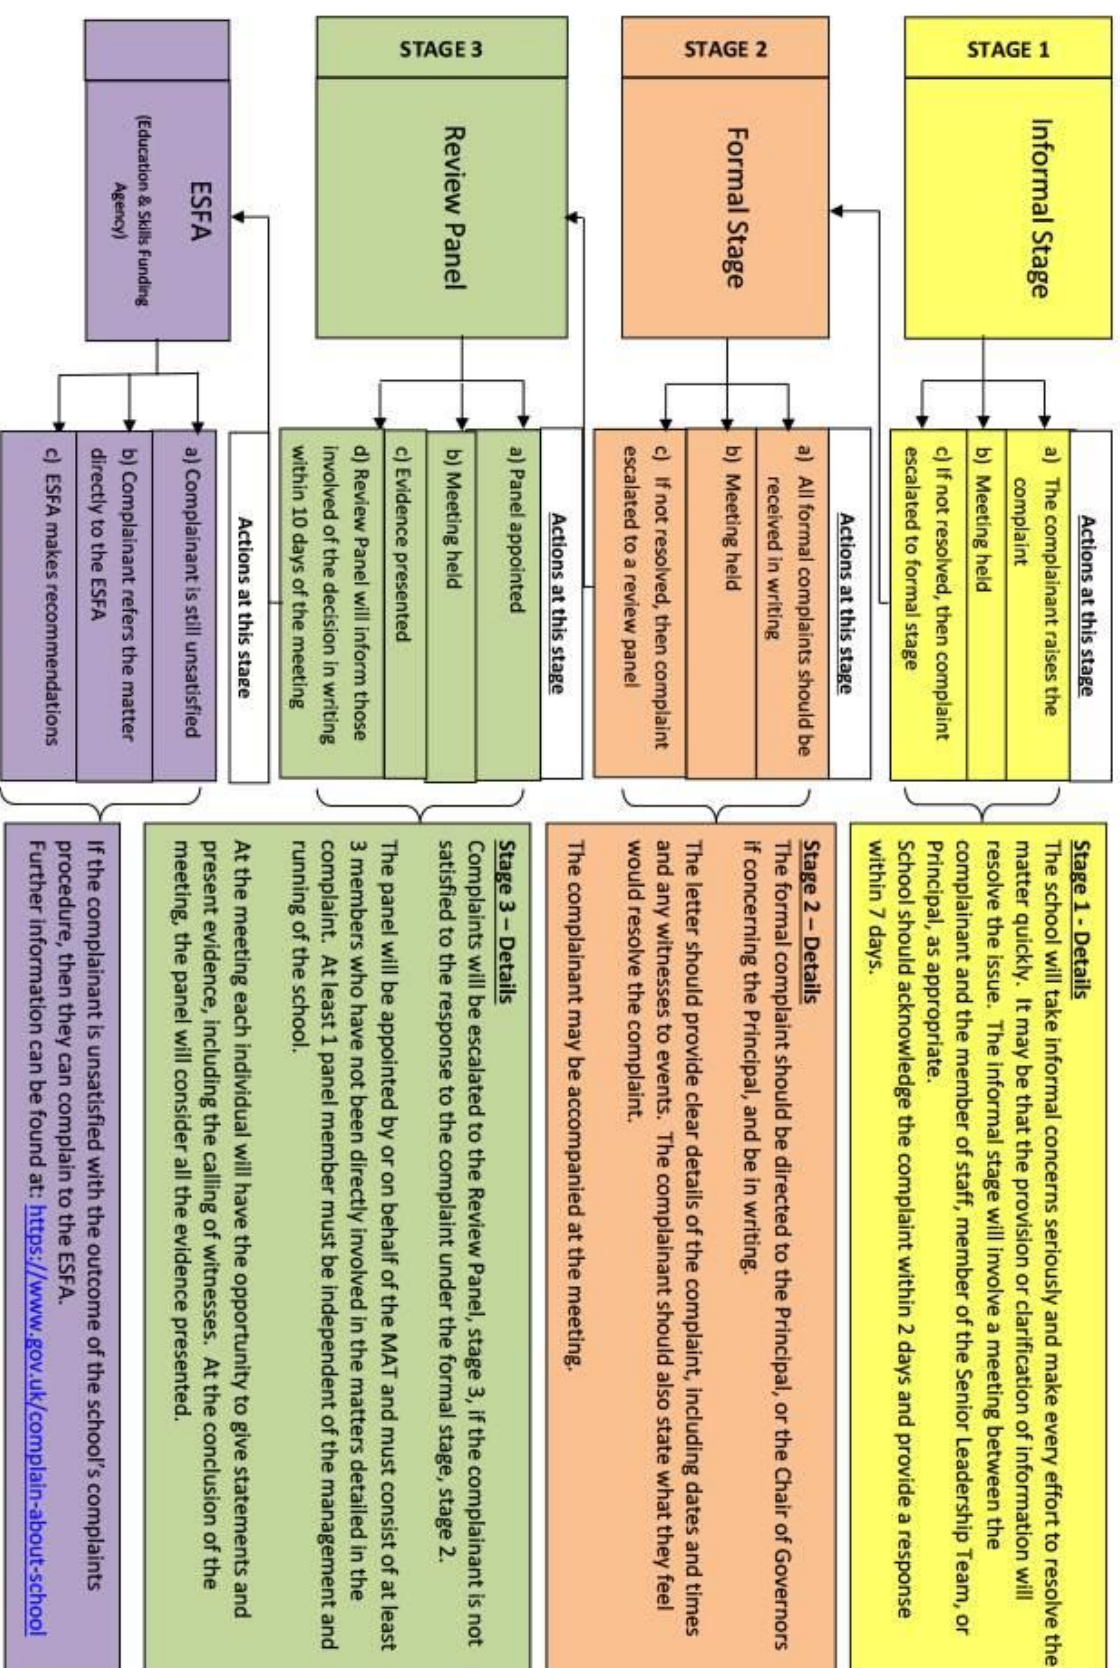 STAGE 1
Informal Stage
Actions at this stage
a) The complainant raises the
complaint
b) Meeting held
c) If not resolved, then complaint
escalated to formal stage
Stage 1 - Details
The school will take informal concerns seriously and make every effort to resolve the
matter quickly. It may be that the provision or clarification of information will
resolve the issue. The informal stage will involve a meeting between the
complainant and the member of staff, member of the Senior Leadership Team, or
Principal, as appropriate.
School should acknowledge the complaint within 2 days and provide a response
within 7 days.
STAGE 2
Formal Stage
Actions at this stage
a) All formal complaints should be
received in writing
b) Meeting held
c) If not resolved, then complaint
escalated to a review panel
Stage 2 – Details
The formal complaint should be directed to the Principal, or the Chair of Governors
if concerning the Principal, and be in writing.
The letter should provide clear details of the complaint, including dates and times
and any witnesses to events. The complainant should also state what they feel
would resolve the complaint.
The complainant may be accompanied at the meeting.
STAGE 3
Review Panel
Actions at this stage
a) Panel appointed
b) Meeting held
c) Evidence presented
d) Review Panel will inform those
involved of the decision in writing
within 10 days of the meeting
Stage 3 – Details
Complaints will be escalated to the Review Panel, stage 3, if the complainant is not
satisfied to the response to the complaint under the formal stage, stage 2.
The panel will be appointed by or on behalf of the MAT and must consist of at least
3 members who have not been directly involved in the matters detailed in the
complaint. At least 1 panel member must be independent of the management and
running of the school.
At the meeting each individual will have the opportunity to give statements and
present evidence, including the calling of witnesses. At the conclusion of the
meeting, the panel will consider all the evidence presented.
ESFA
(Education & Skills Funding
Agency)
Actions at this stage
a) Complainant is still unsatisfied
b) Complainant refers the matter
directly to the ESFA
c) ESFA makes recommendations
If the complainant is unsatisfied with the outcome of the school's complaints
procedure, then they can complain to the ESFA.
Further information can be found at: https://www.gov.uk/complain-about-school